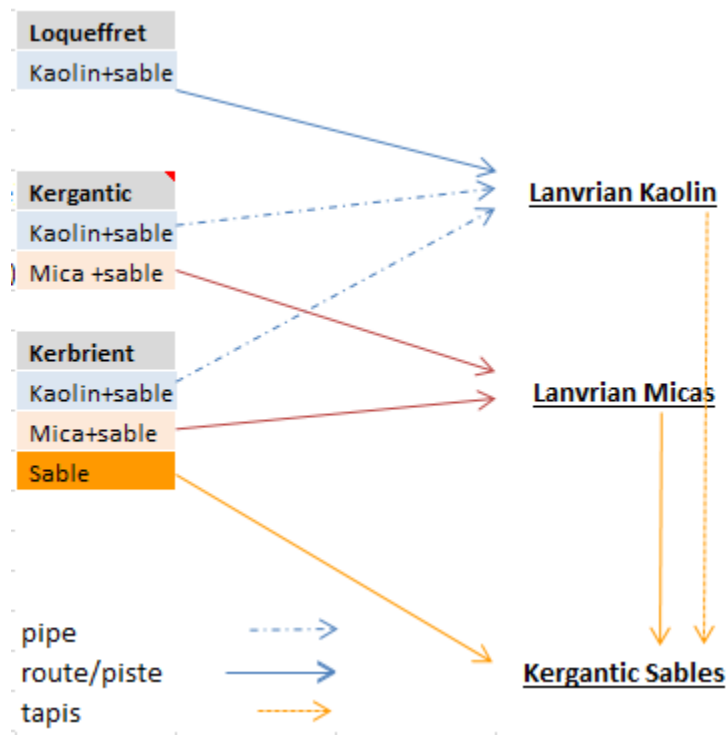 Loqueffret
Kaolin+sable
Kergantic
Kaolin+sable
Mica +sable
)
Kerbrient
Kaolin+sable
Mica+sable
Sable
Lanvrian Kaolin
Lanvrian Micas
Kergantic Sables
pipe
route/piste
tapis